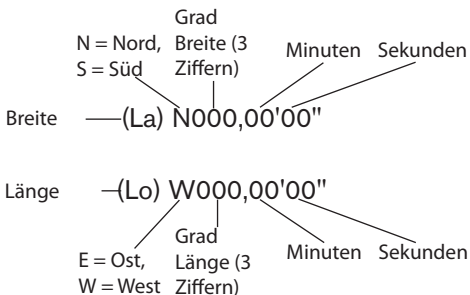 Grad
N = Nord, Breite (3 Minuten Sekunden
S = Süd Ziffern)
Breite (La) N000,00'00"
Länge (Lo) W000,00'00"
Grad
E = Ost, Länge (3 Minuten Sekunden
W = West Ziffern)